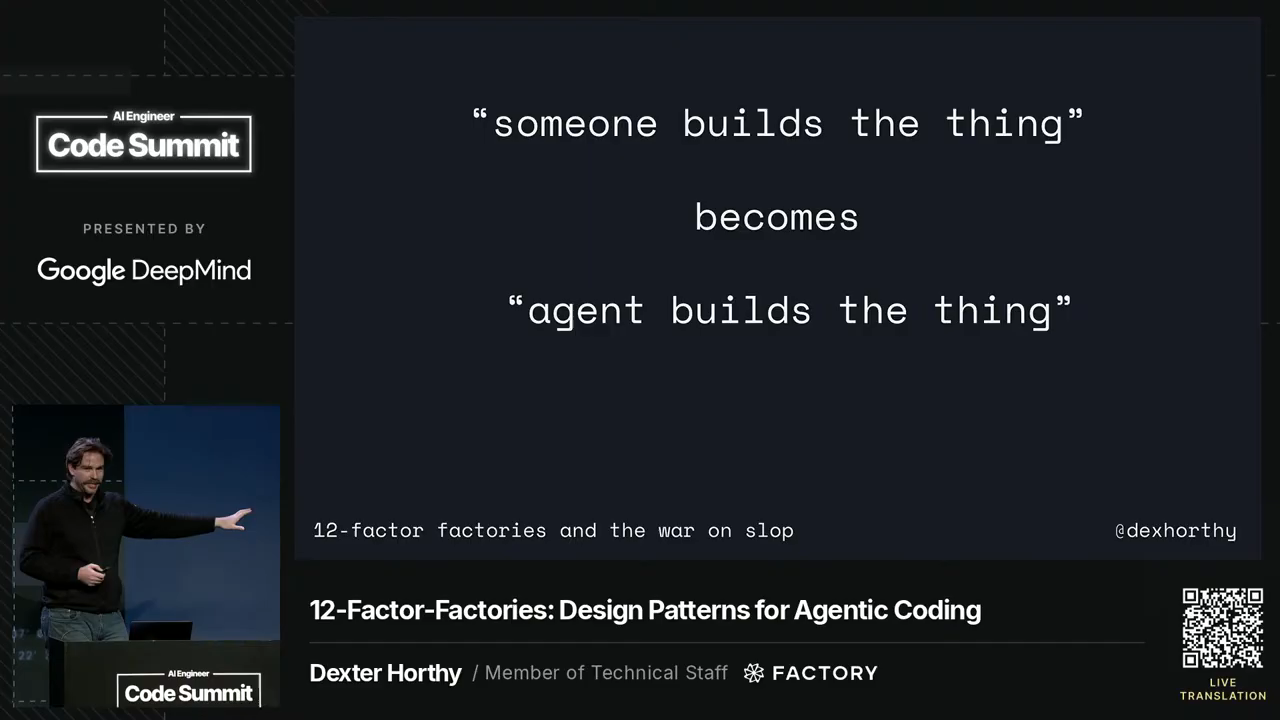 AI Engineer
Code Summit
PRESENTED BY
Google DeepMind
“someone builds the thing”
becomes
“agent builds the thing”
12-factor factories and the war on slop
@dexhorthy
12-Factor-Factories: Design Patterns for Agentic Coding
Dexter Horthy / Member of Technical Staff FACTORY
LIVE
TRANSLATION
AI Engineer
Code Summit